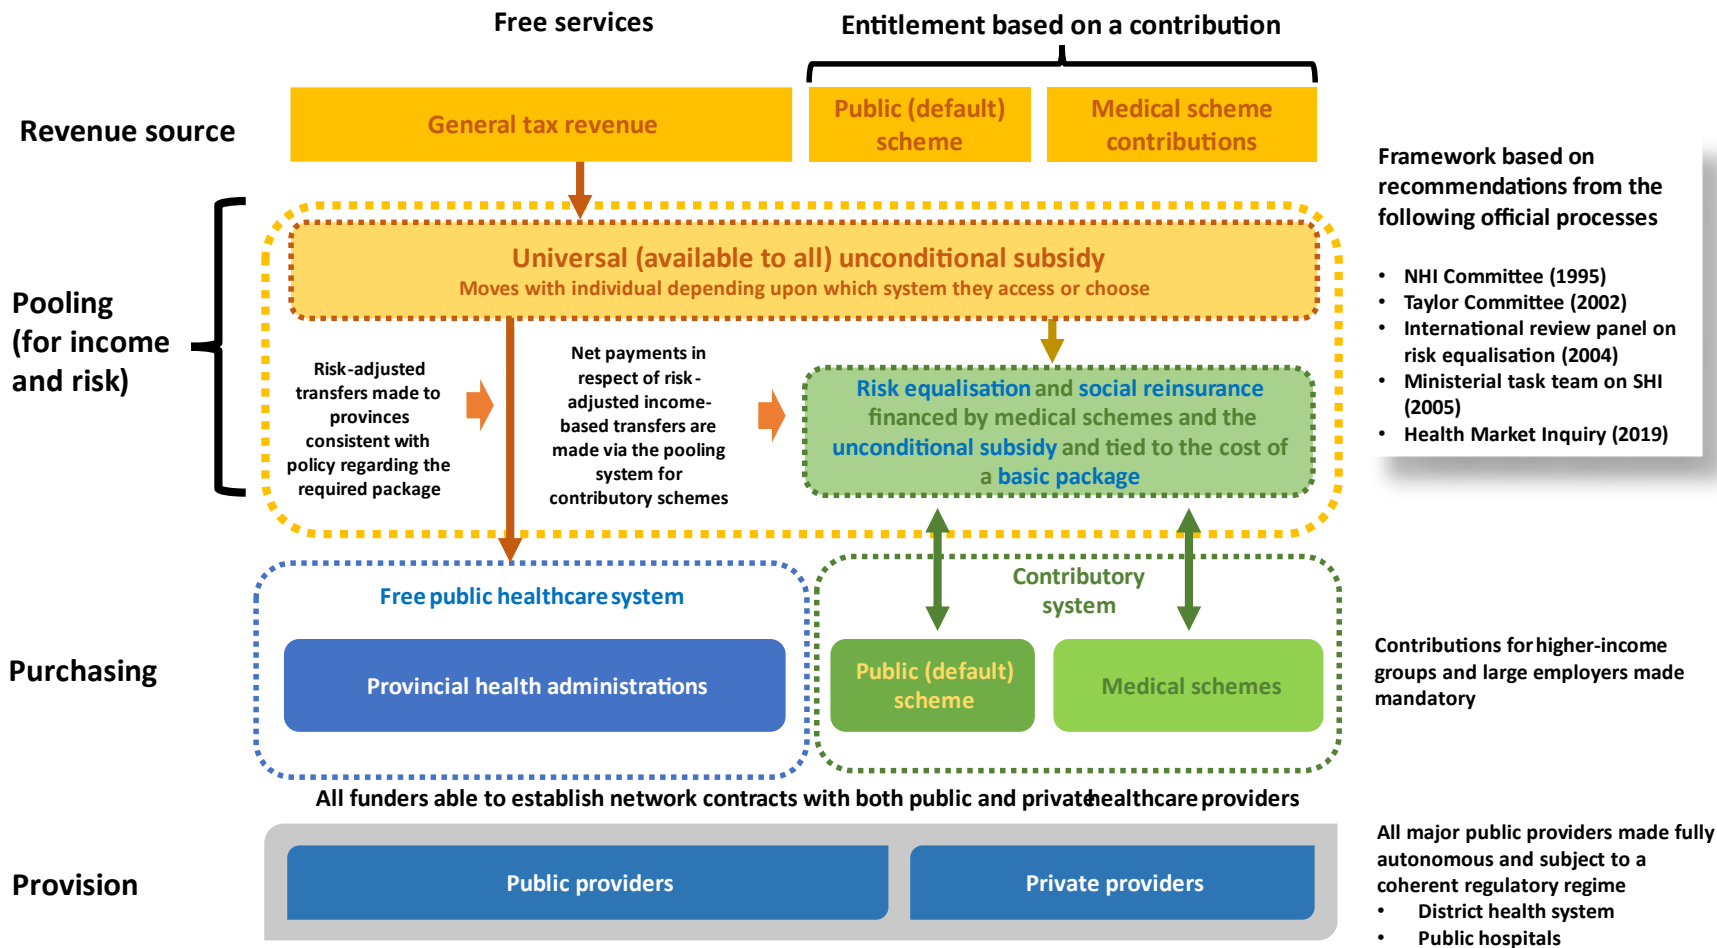 Free services
Entitlement based on a contribution
Revenue source
General tax revenue
Public (default)
scheme
Medical scheme
contributions
Framework based on
recommendations from the
following official processes
• NHI Committee (1995)
• Taylor Committee (2002)
• International review panel on
risk equalisation (2004)
• Ministerial task team on SHI
(2005)
• Health Market Inquiry (2019)
Pooling
(for income
and risk)
Universal (available to all) unconditional subsidy
Moves with individual depending upon which system they access or choose
Risk-adjusted
transfers made to
provinces
consistent with
policy regarding the
required package
Net payments in
respect of risk-
adjusted income-
based transfers are
made via the pooling
system for
contributory schemes
Risk equalisation and social reinsurance
financed by medical schemes and the
unconditional subsidy and tied to the cost of
a basic package
Free public healthcare system
Contributory
system
Purchasing
Provincial health administrations
Public (default)
scheme
Medical schemes
Contributions for higher-income
groups and large employers made
mandatory
All funders able to establish network contracts with both public and private healthcare providers
Provision
Public providers
Private providers
All major public providers made fully
autonomous and subject to a
coherent regulatory regime
• District health system
• Public hospitals